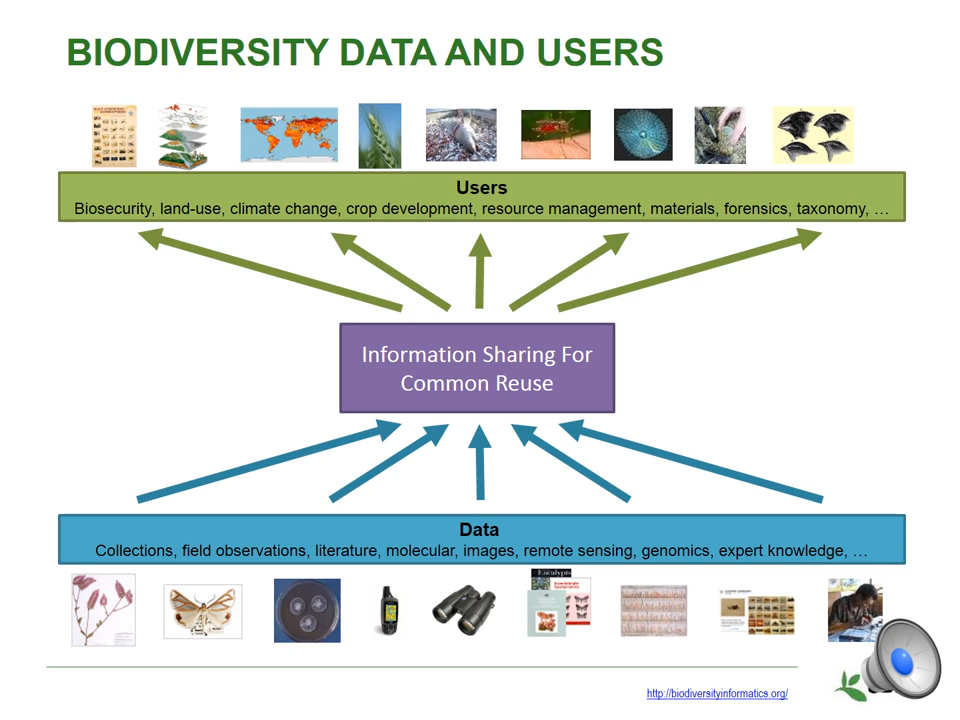 BIODIVERSITY DATA AND USERS
Users
Biosecurity, land-use, climate change, crop development, resource management, materials, forensics, taxonomy, …
Information Sharing For
Common Reuse
Data
Collections, field observations, literature, molecular, images, remote sensing, genomics, expert knowledge, …
http://biodiversityinformatics.org/